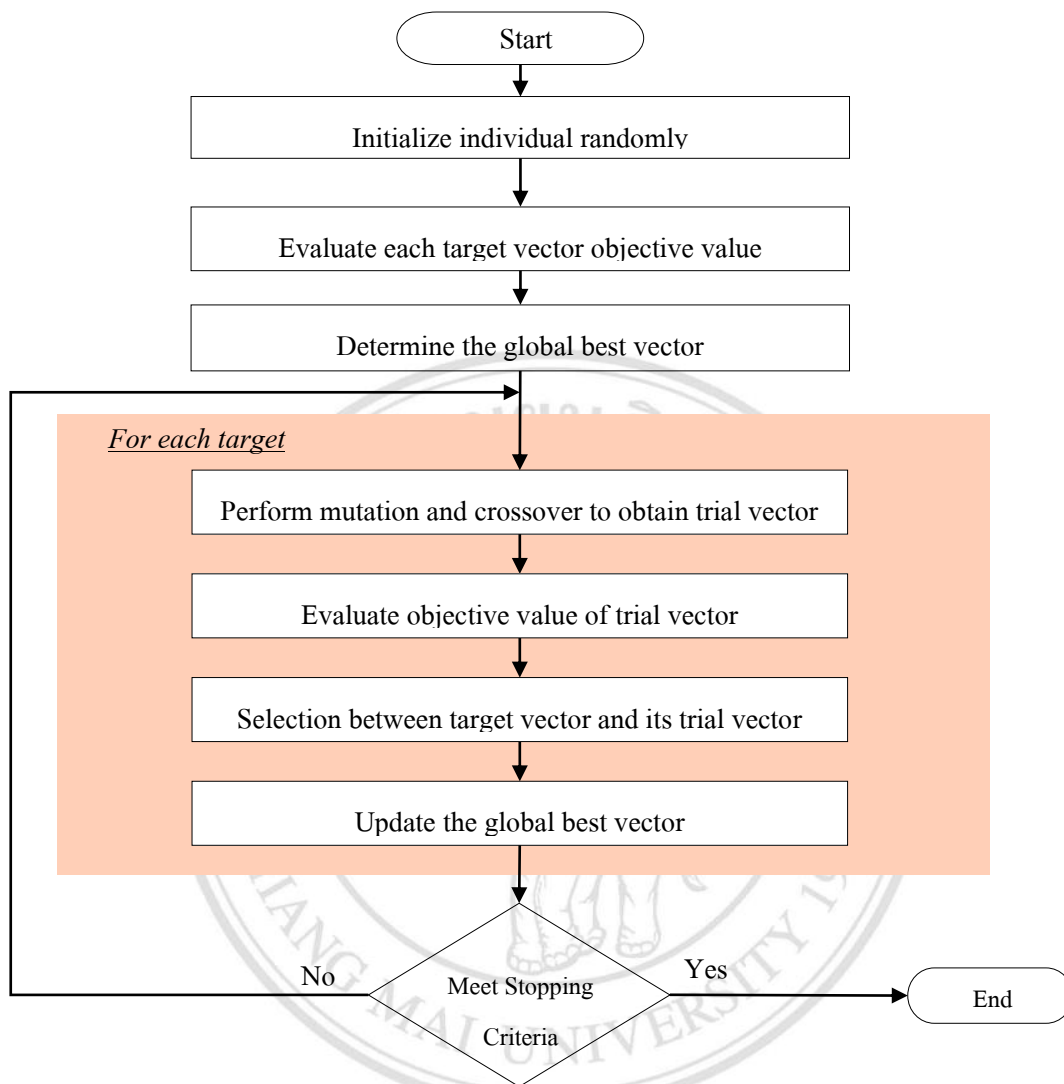 Start
Initialize individual randomly
Evaluate each target vector objective value
Determine the global best vector
For each target
Perform mutation and crossover to obtain trial vector
Evaluate objective value of trial vector
Selection between target vector and its trial vector
Update the global best vector
No
Meet Stopping
Criteria
Yes
End
MAI UNIVERSITY